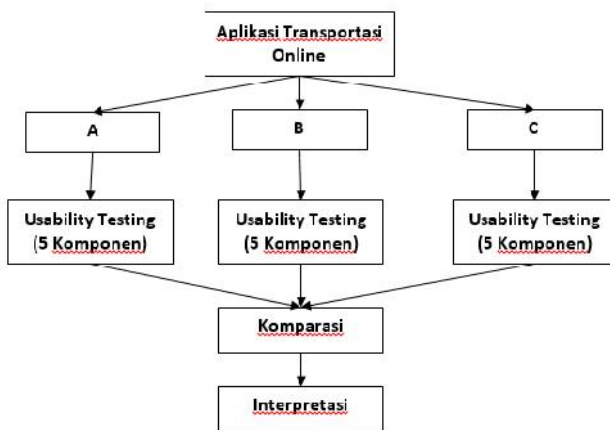 Aplikasi Transportasi
Online
A
B
C
Usability Testing
(5 Komponen)
Usability Testing
(5 Komponen)
Usability Testing
(5 Komponen)
Komparasi
Interpretasi